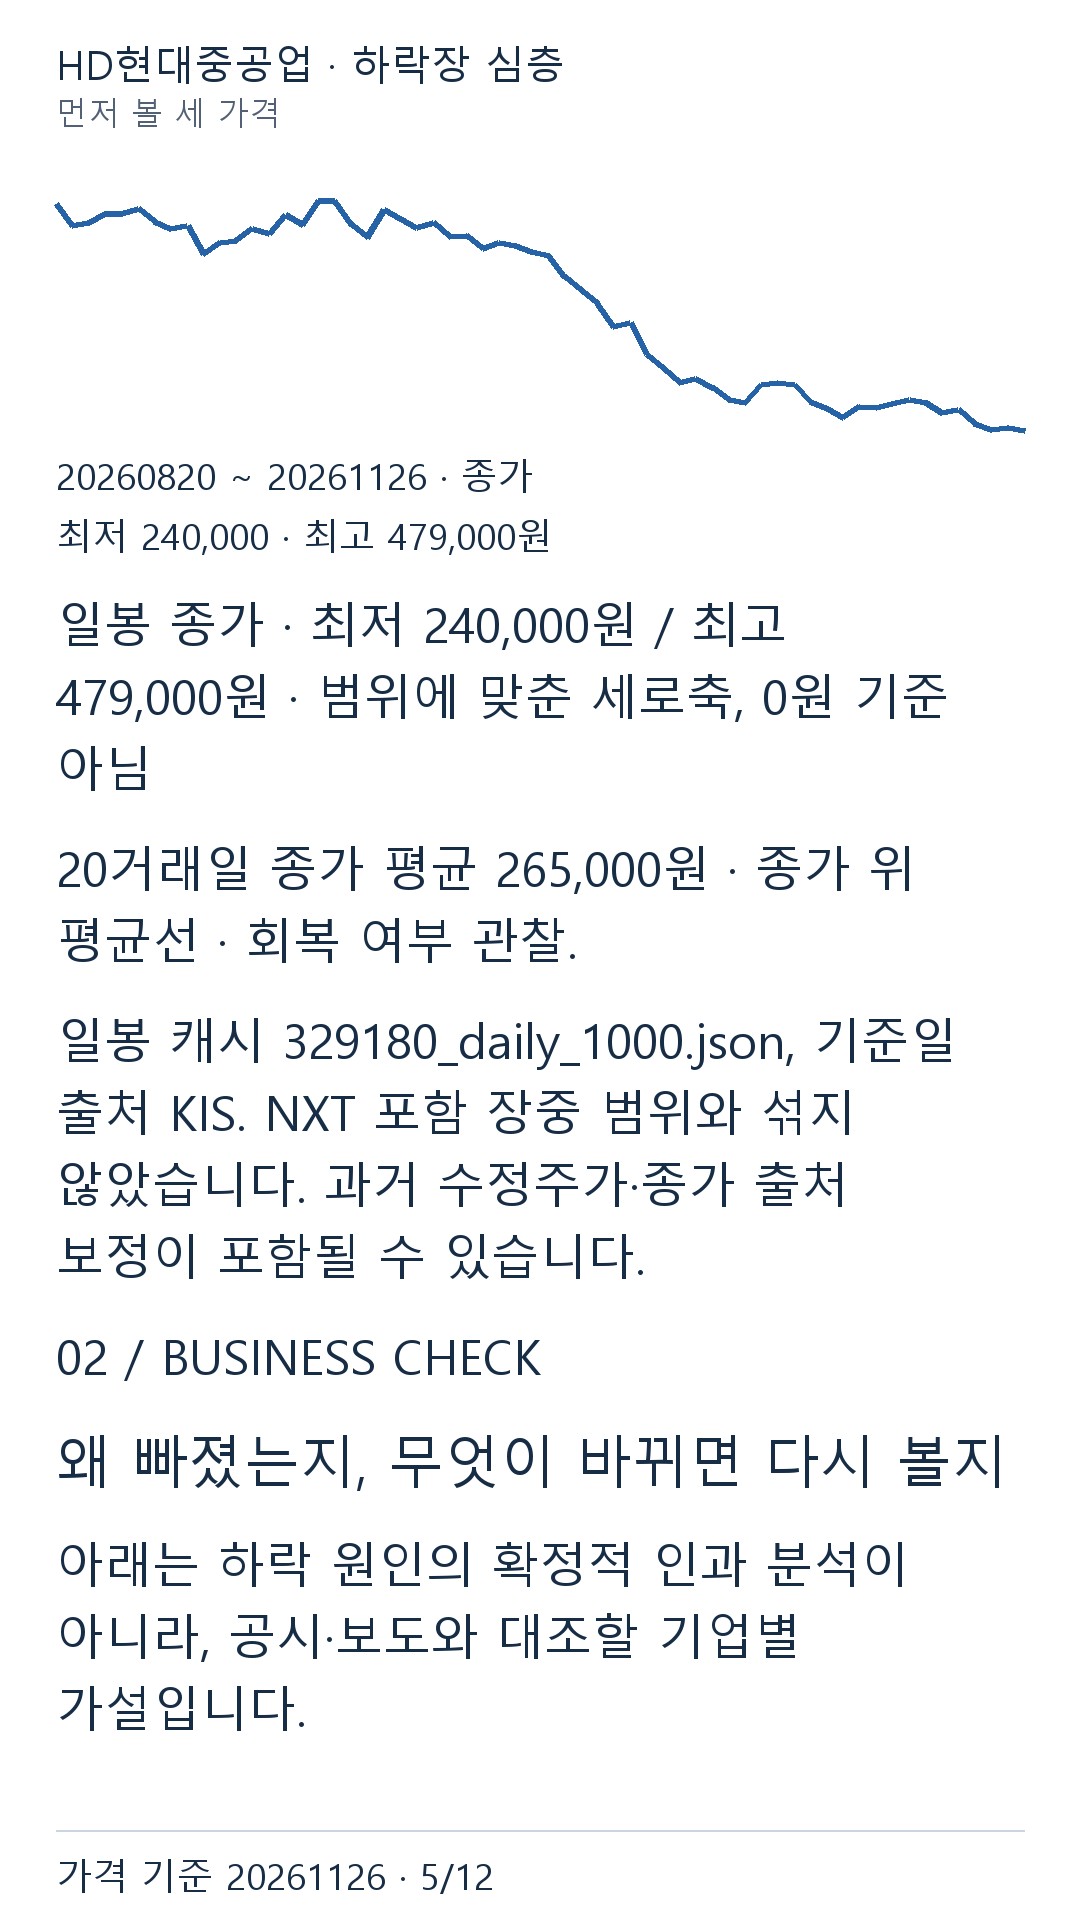 HD현대중공업 · 하락장 심층
먼저 볼 세 가격
20260820 ~ 20261126 · 종가
최저 240,000 · 최고 479,000원
일봉 종가 · 최저 240,000원 / 최고
479,000원 · 범위에 맞춘 세로축, 0원 기준
아님
20거래일 종가 평균 265,000원 · 종가 위
평균선 · 회복 여부 관찰.
일봉 캐시 329180_daily_1000.json, 기준일
출처 KIS. NXT 포함 장중 범위와 섞지
않았습니다. 과거 수정주가·종가 출처
보정이 포함될 수 있습니다.
02 / BUSINESS CHECK
왜 빠졌는지, 무엇이 바뀌면 다시 볼지
아래는 하락 원인의 확정적 인과 분석이
아니라, 공시·보도와 대조할 기업별
가설입니다.
가격 기준 20261126 · 5/12